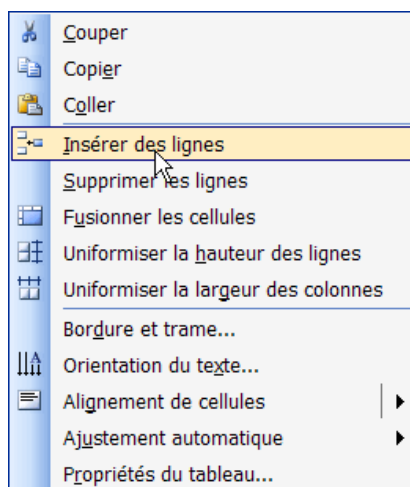 Couper
Copier
Coller
Insérer des lignes
Supprimer les lignes
Fusionner les cellules
Uniformiser la hauteur des lignes
Uniformiser la largeur des colonnes
Bordure et trame...
Orientation du texte...
Alignement de cellules
Ajustement automatique
Propriétés du tableau...